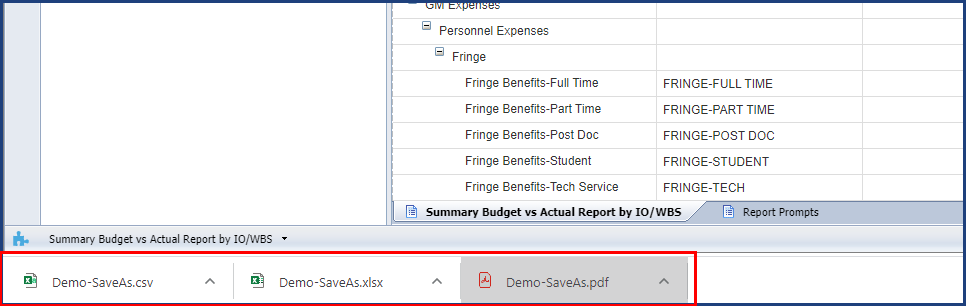 GM Expenses
Personnel Expenses
Fringe
Fringe Benefits-Full Time FRINGE-FULL TIME
Fringe Benefits-Part Time FRINGE-PART TIME
Fringe Benefits-Post Doc FRINGE-POST DOC
Fringe Benefits-Student FRINGE-STUDENT
Fringe Benefits-Tech Service FRINGE-TECH
Summary Budget vs Actual Report by IO/WBS Report Prompts
Summary Budget vs Actual Report by IO/WBS
Demo-SaveAs.csv Demo-SaveAs.xlsx Demo-SaveAs.pdf